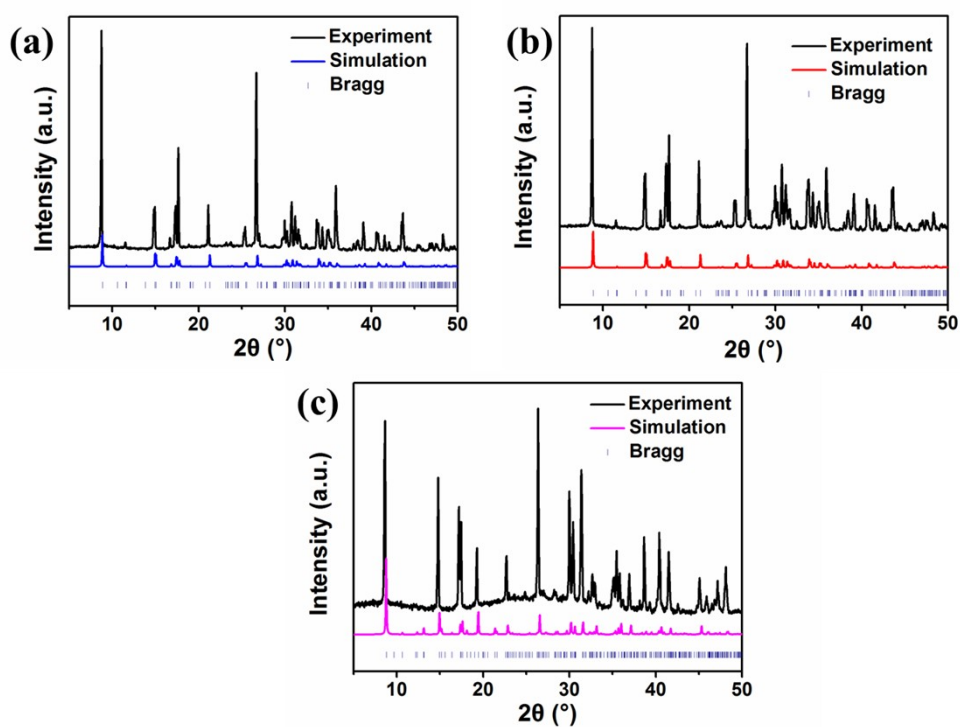 (a)
Experiment
Simulation
Bragg
Intensity (a.u.)
10 20 30 40 50
2θ (°)
(b)
Experiment
Simulation
Bragg
Intensity (a.u.)
10 20 30 40 50
2θ (°)
(c)
Experiment
Simulation
Bragg
Intensity (a.u.)
10 20 30 40 50
2θ (°)